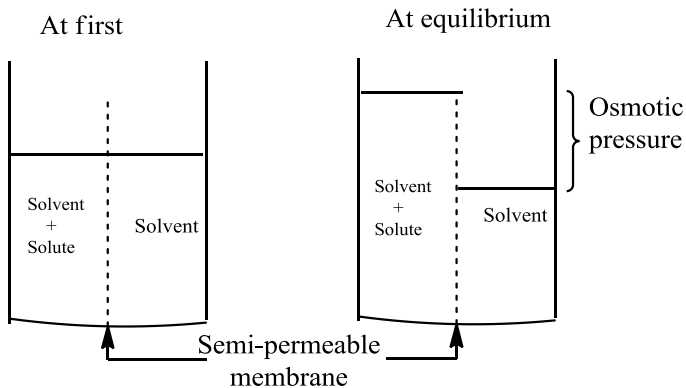 At first
At equilibrium
Osmotic
pressure
Solvent
+
Solute
Solvent
Solvent
+
Solute
Solvent
Semi-permeable
membrane